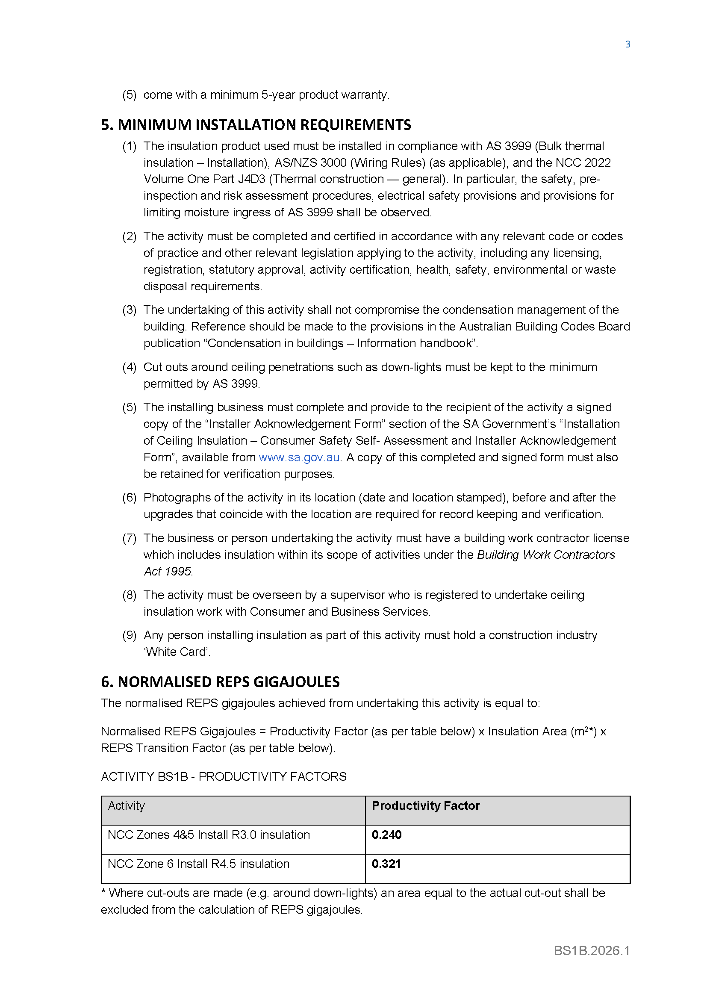 3
(5) come with a minimum 5-year product warranty.
5. MINIMUM INSTALLATION REQUIREMENTS
(1) The insulation product used must be installed in compliance with AS 3999 (Bulk thermal
insulation – Installation), AS/NZS 3000 (Wiring Rules) (as applicable), and the NCC 2022
Volume One Part J4D3 (Thermal construction — general). In particular, the safety, pre-
inspection and risk assessment procedures, electrical safety provisions and provisions for
limiting moisture ingress of AS 3999 shall be observed.
(2) The activity must be completed and certified in accordance with any relevant code or codes
of practice and other relevant legislation applying to the activity, including any licensing,
registration, statutory approval, activity certification, health, safety, environmental or waste
disposal requirements.
(3) The undertaking of this activity shall not compromise the condensation management of the
building. Reference should be made to the provisions in the Australian Building Codes Board
publication “Condensation in buildings – Information handbook”.
(4) Cut outs around ceiling penetrations such as down-lights must be kept to the minimum
permitted by AS 3999.
(5) The installing business must complete and provide to the recipient of the activity a signed
copy of the “Installer Acknowledgement Form” section of the SA Government’s “Installation
of Ceiling Insulation – Consumer Safety Self- Assessment and Installer Acknowledgement
Form”, available from www.sa.gov.au. A copy of this completed and signed form must also
be retained for verification purposes.
(6) Photographs of the activity in its location (date and location stamped), before and after the
upgrades that coincide with the location are required for record keeping and verification.
(7) The business or person undertaking the activity must have a building work contractor license
which includes insulation within its scope of activities under the Building Work Contractors
Act 1995.
(8) The activity must be overseen by a supervisor who is registered to undertake ceiling
insulation work with Consumer and Business Services.
(9) Any person installing insulation as part of this activity must hold a construction industry
‘White Card’.
6. NORMALISED REPS GIGAJOULES
The normalised REPS gigajoules achieved from undertaking this activity is equal to:
Normalised REPS Gigajoules = Productivity Factor (as per table below) x Insulation Area (m²*) x
REPS Transition Factor (as per table below).
ACTIVITY BS1B - PRODUCTIVITY FACTORS
Activity Productivity Factor
NCC Zones 4&5 Install R3.0 insulation 0.240
NCC Zone 6 Install R4.5 insulation 0.321
* Where cut-outs are made (e.g. around down-lights) an area equal to the actual cut-out shall be
excluded from the calculation of REPS gigajoules.
BS1B.2026.1